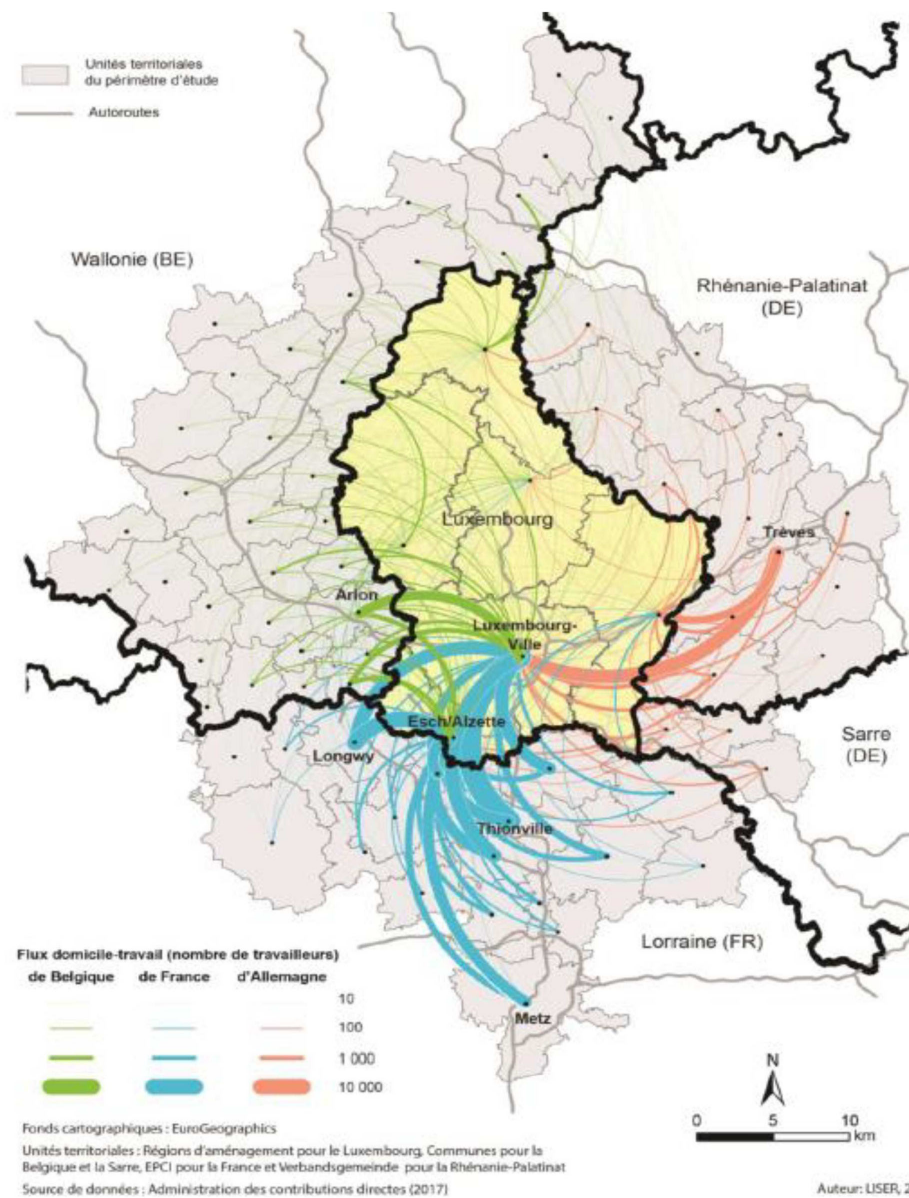 Unités territoriales
du périmètre d'étude
Autoroutes
Wallonie (BE)
Rhénanie-Palatinat
(DE)
Luxembourg
Trèves
Arlon
Luxembourg-
Ville
Esch/Alzette
Sarre
(DE)
Longwy
Thionville
Lorraine (FR)
Metz
Flux domicile-travail (nombre de travailleurs)
de Belgique de France d'Allemagne
10
100
1 000
10 000
N
0 5 10
km
Fonds cartographiques : EuroGeographics
Unités territoriales : Régions d'aménagement pour le Luxembourg, Communes pour la
Belgique et la Sarre, EPCI pour la France et Verbandsgemeinde pour la Rhénanie-Palatinat
Source de données : Administration des contributions directes (2017)
Auteur: LISER, 2